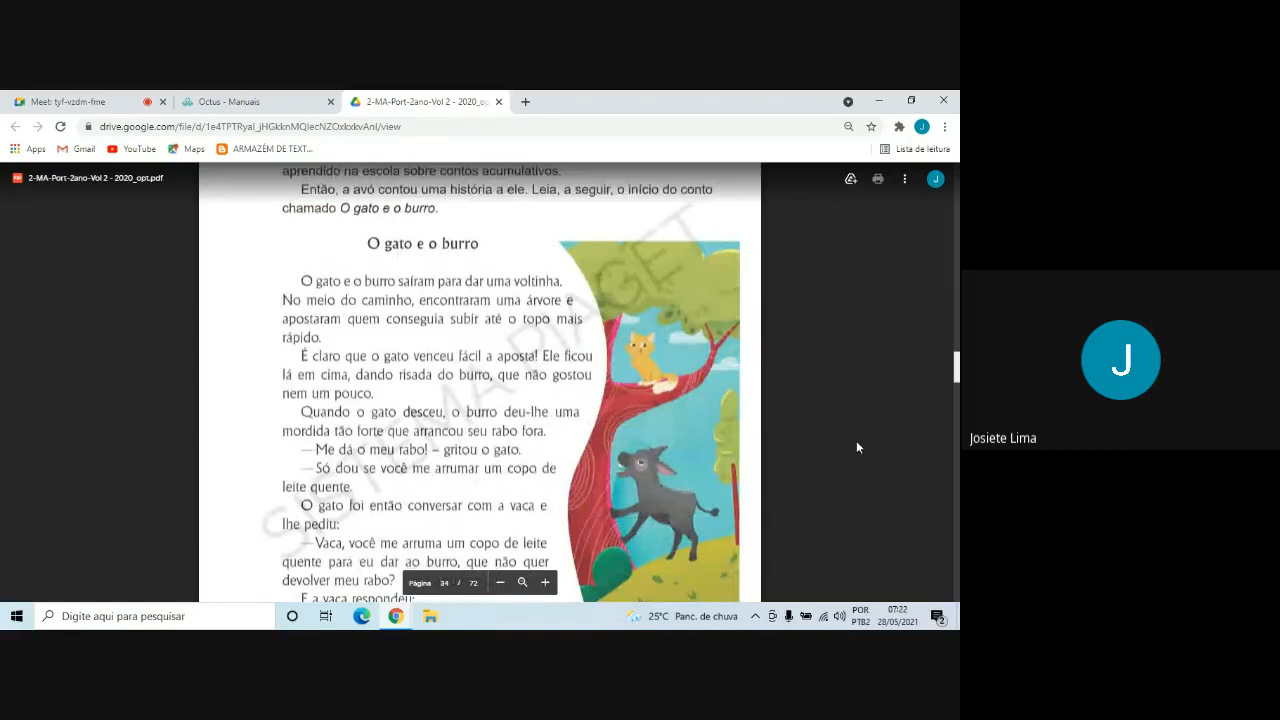 Meet: tyf-vzdm-fme
Octus - Manuais
2-MA-Port-2ano-Vol 2 - 2020_op
drive.google.com/file/d/1e4TPTRyaI_jHGkknMQIecNZOxkxkvAnI/view
Apps
Gmail
YouTube
Maps
ARMAZÉM DE TEXT...
Lista de leitura
2-MA-Port-2ano-Vol 2 - 2020_opt.pdf
J
aprendido na escola sobre contos acumulativos.
Então, a avó contou uma história a ele. Leia, a seguir, o início do conto
chamado O gato e o burro.
O gato e o burro
O gato e o burro saíram para dar uma voltinha.
No meio do caminho, encontraram uma árvore e
apostaram quem conseguia subir até o topo mais
rápido.
É claro que o gato venceu fácil a aposta! Ele ficou
lá em cima, dando risada do burro, que não gostou
nem um pouco.
Quando o gato desceu, o burro deu-lhe uma
mordida tão forte que arrancou seu rabo fora.
— Me dá o meu rabo! – gritou o gato.
— Só dou se você me arrumar um copo de
leite quente.
O gato foi então conversar com a vaca e
lhe pediu:
— Vaca, você me arruma um copo de leite
quente para eu dar ao burro, que não quer
devolver meu rabo?
E a vaca respondeu:
SISTEMA PIAGET
Página 34 / 72
J
Josiete Lima
Digite aqui para pesquisar
25°C Panc. de chuva
POR
PTB2
07:22
28/05/2021
2